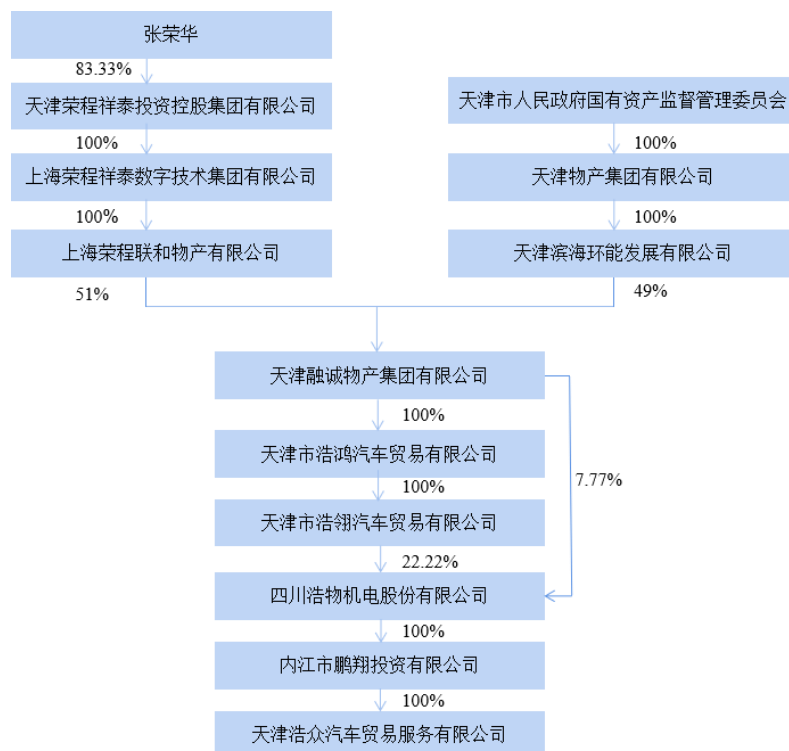 张荣华
83.33%
天津荣程祥泰投资控股集团有限公司
天津市人民政府国有资产监督管理委员会
100%
100%
上海荣程祥泰数字技术集团有限公司
天津物产集团有限公司
100%
100%
上海荣程联和物产有限公司
天津滨海环能发展有限公司
51%
49%
天津融诚物产集团有限公司
100%
天津市浩鸿汽车贸易有限公司
7.77%
100%
天津市浩翎汽车贸易有限公司
22.22%
四川浩物机电股份有限公司
100%
内江市鹏翔投资有限公司
100%
天津浩众汽车贸易服务有限公司